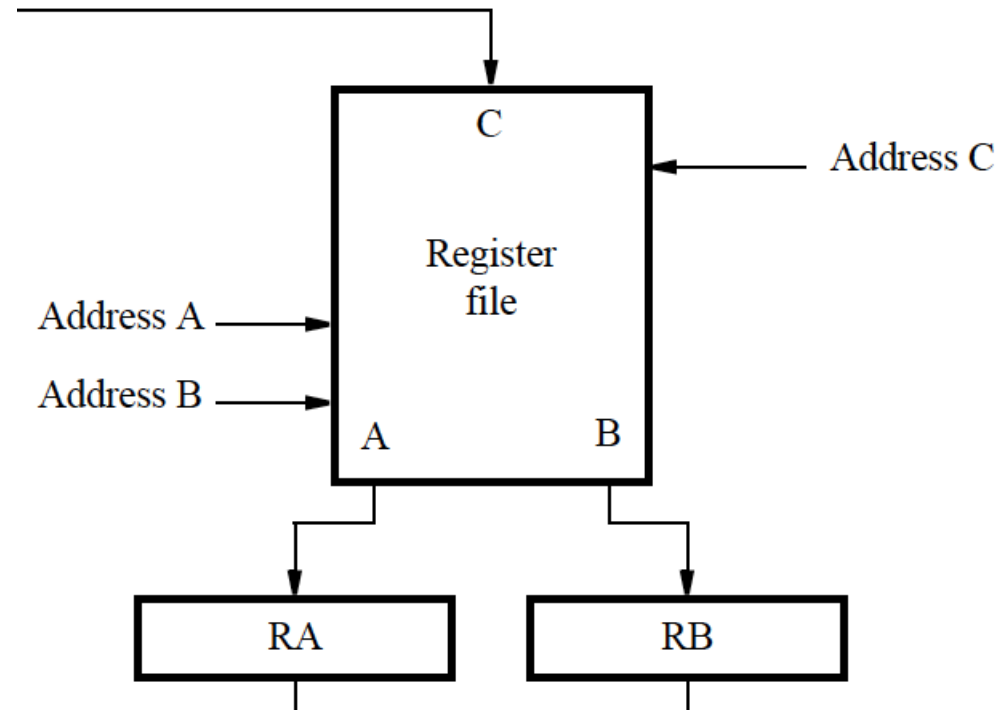 C
Address C
Register
file
Address A
Address B
A
B
RA
RB